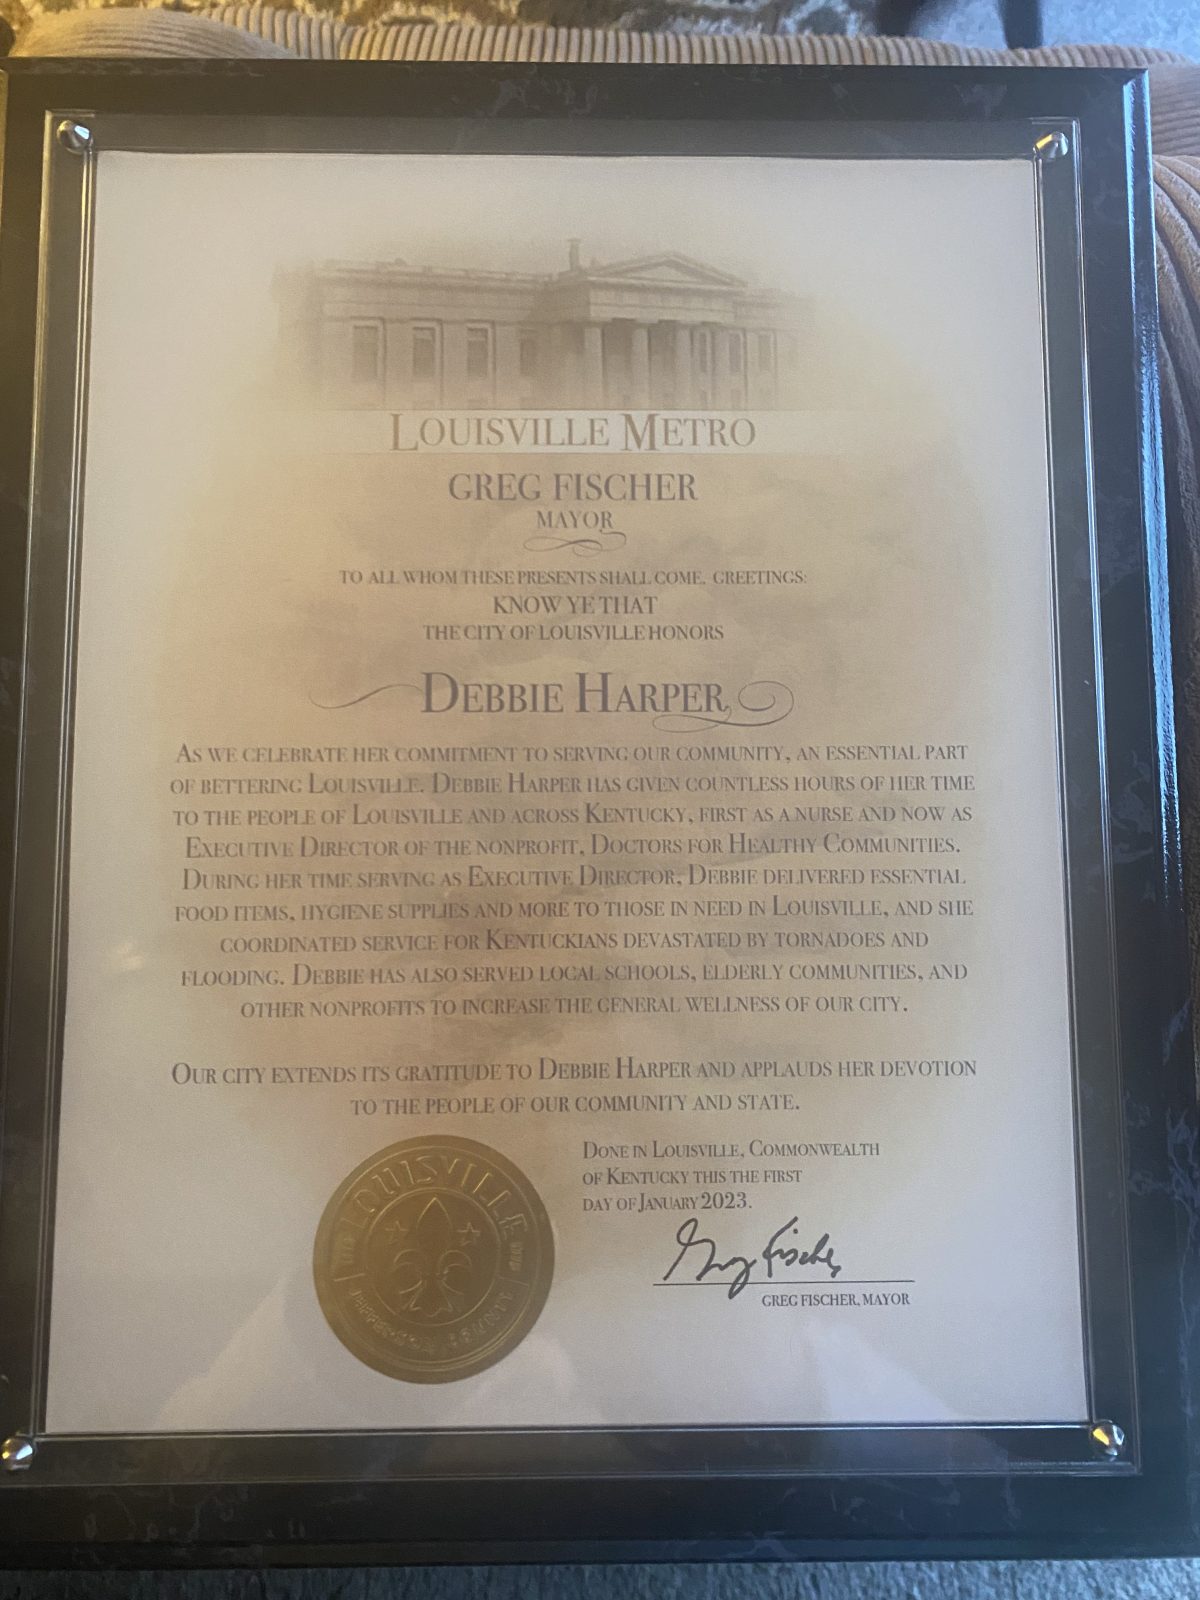 LOUISVILLE METRO
GREG FISCHER
MAYOR
TO ALL WHOM THESE PRESENTS SHALL COME, GREETINGS:
KNOW YE THAT
THE CITY OF LOUISVILLE HONORS
DEBBIE HARPER,
AS WE CELEBRATE HER COMMITMENT TO SERVING OUR COMMUNITY, AN ESSENTIAL PART
OF BETTERING LOUISVILLE. DEBBIE HARPER HAS GIVEN COUNTLESS HOURS OF HER TIME
TO THE PEOPLE OF LOUISVILLE AND ACROSS KENTUCKY, FIRST AS A NURSE AND NOW AS
EXECUTIVE DIRECTOR OF THE NONPROFIT, DOCTORS FOR HEALTHY COMMUNITIES.
DURING HER TIME SERVING AS EXECUTIVE DIRECTOR, DEBBIE DELIVERED ESSENTIAL
FOOD ITEMS, HYGIENE SUPPLIES AND MORE TO THOSE IN NEED IN LOUISVILLE, AND SHE
COORDINATED SERVICE FOR KENTUCKIANS DEVASTATED BY TORNADOES AND
FLOODING. DEBBIE HAS ALSO SERVED LOCAL SCHOOLS, ELDERLY COMMUNITIES, AND
OTHER NONPROFITS TO INCREASE THE GENERAL WELLNESS OF OUR CITY.
OUR CITY EXTENDS ITS GRATITUDE TO DEBBIE HARPER AND APPLAUDS HER DEVOTION
TO THE PEOPLE OF OUR COMMUNITY AND STATE.
DONE IN LOUISVILLE, COMMONWEALTH
OF KENTUCKY THIS THE FIRST
DAY OF JANUARY 2023.
Greg Fischer
GREG FISCHER, MAYOR
LOUISVILLE
JEFFERSON COUNTY